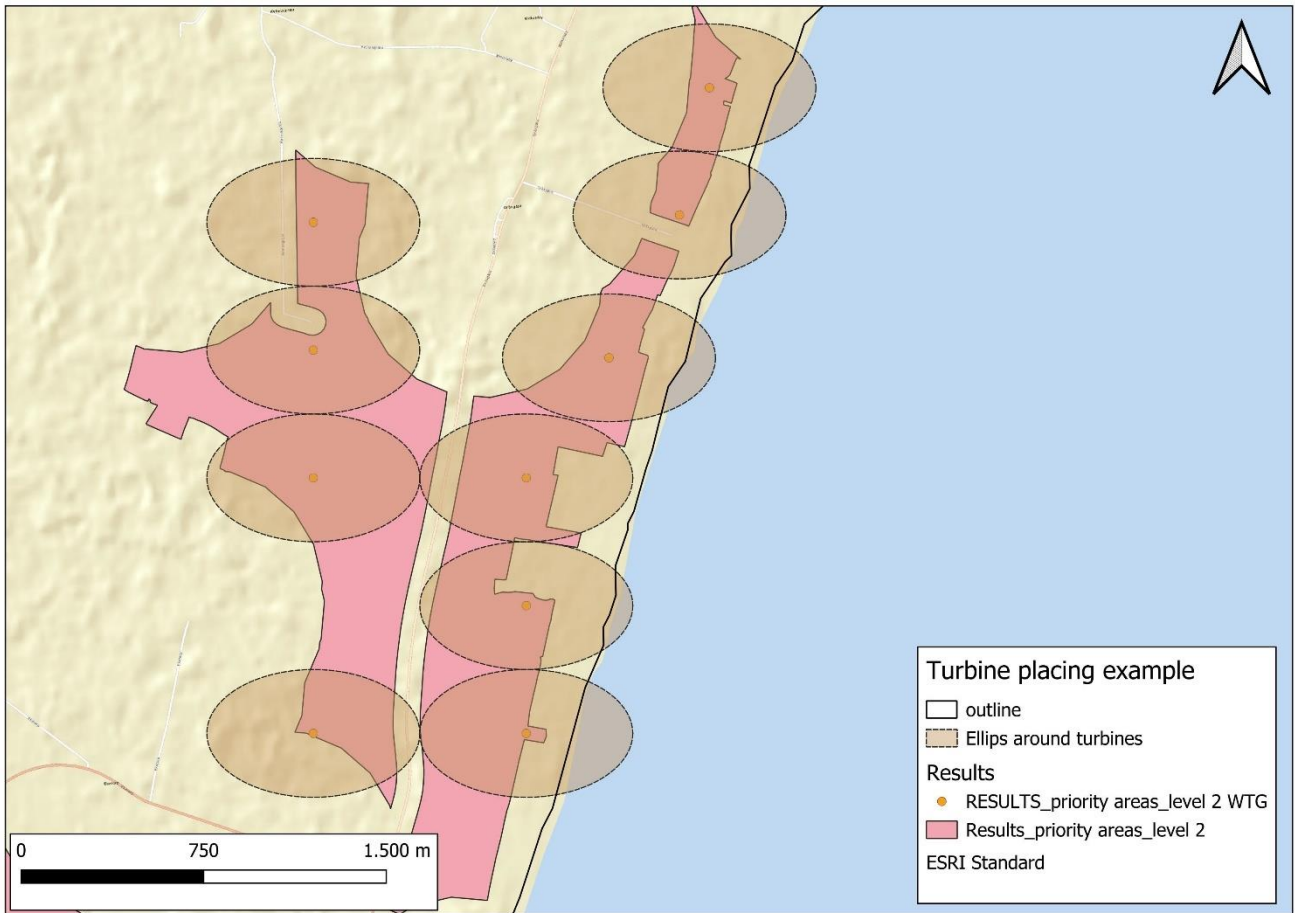 Turbine placing example
outline
Ellips around turbines
Results
RESULTS_priority areas_level 2 WTG
Results_priority areas_level 2
ESRI Standard
0 750 1.500 m